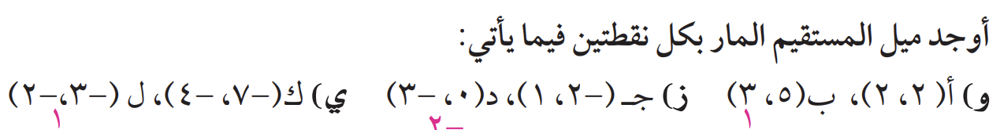 أوجد ميل المستقيم المار بكل نقطتين فيما يأتي:
و) أ( ٢، ٢)، ب(٥، ٣) ز) جـ (–٢، ١)، د(٠، –٣) ي) ك(–٧، –٤)، ل (–٣، –٢)
١ –٢ ١